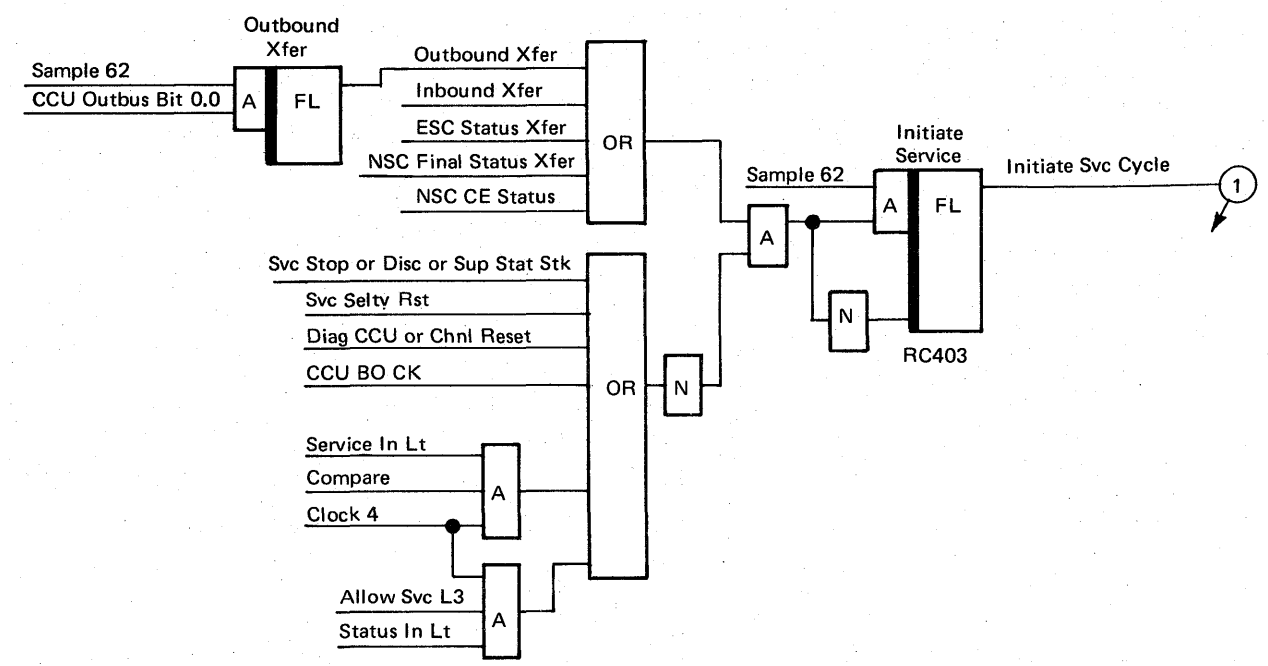 Outbound
Xfer
Sample 62
CCU Outbus Bit 0.0
A
FL
Outbound Xfer
Inbound Xfer
ESC Status Xfer
NSC Final Status Xfer
NSC CE Status
OR
Svc Stop or Disc or Sup Stat Stk
Svc Seltv Rst
Diag CCU or Chnl Reset
CCU BO CK
OR
N
Service In Lt
Compare
Clock 4
A
Allow Svc L3
Status In Lt
A
A
Sample 62
Initiate
Service
A
FL
N
RC403
Initiate Svc Cycle
1